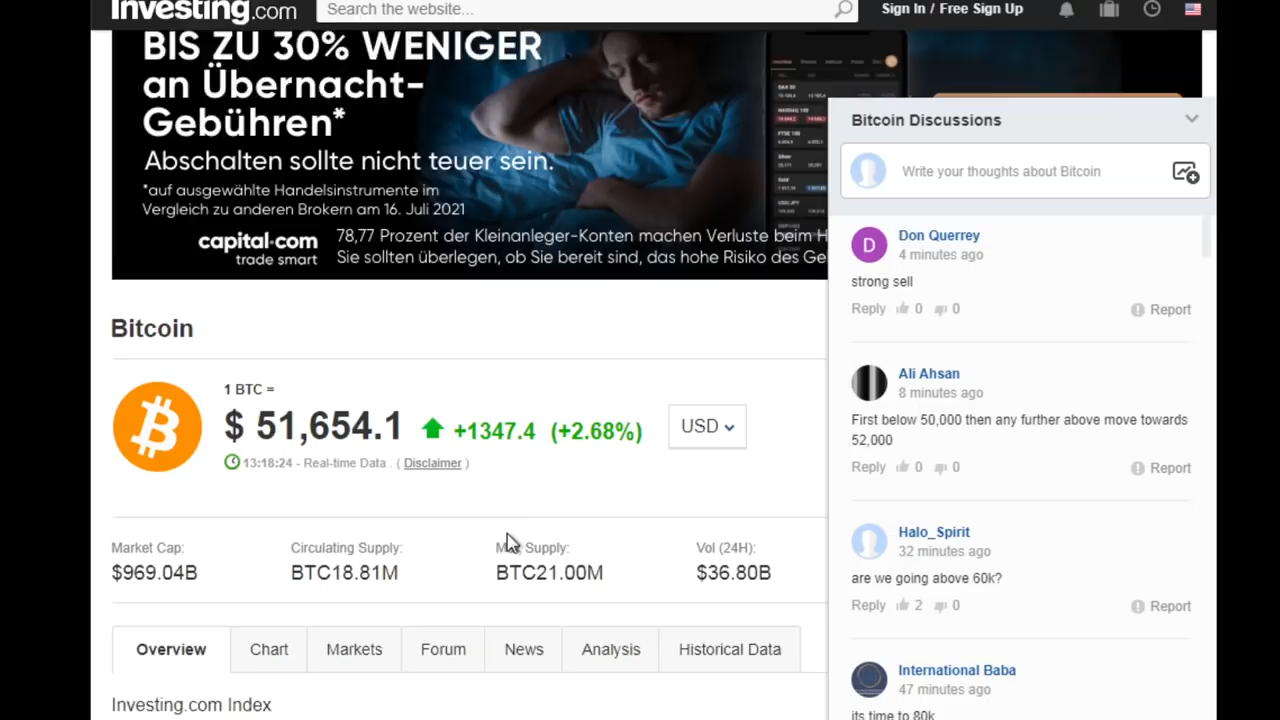 Investing.com
Search the website...
Sign In / Free Sign Up
BIS ZU 30% WENIGER
an Übernacht-
Gebühren*
Abschalten sollte nicht teuer sein.
*auf ausgewählte Handelsinstrumente im
Vergleich zu anderen Brokern am 16. Juli 2021
capital.com
trade smart
78,77 Prozent der Kleinanleger-Konten machen Verluste beim H
Sie sollten überlegen, ob Sie bereit sind, das hohe Risiko des Ge
Bitcoin
1 BTC =
$ 51,654.1 +1347.4 (+2.68%)
USD
13:18:24 - Real-time Data . ( Disclaimer )
Market Cap:
$969.04B
Circulating Supply:
BTC18.81M
Supply:
BTC21.00M
Vol (24H):
$36.80B
Overview Chart Markets Forum News Analysis Historical Data
Investing.com Index
Bitcoin Discussions
Write your thoughts about Bitcoin
D
Don Querrey
4 minutes ago
strong sell
Reply 0 0 Report
Ali Ahsan
8 minutes ago
First below 50,000 then any further above move towards
52,000
Reply 0 0 Report
Halo_Spirit
32 minutes ago
are we going above 60k?
Reply 2 0 Report
International Baba
47 minutes ago
its time to 80k